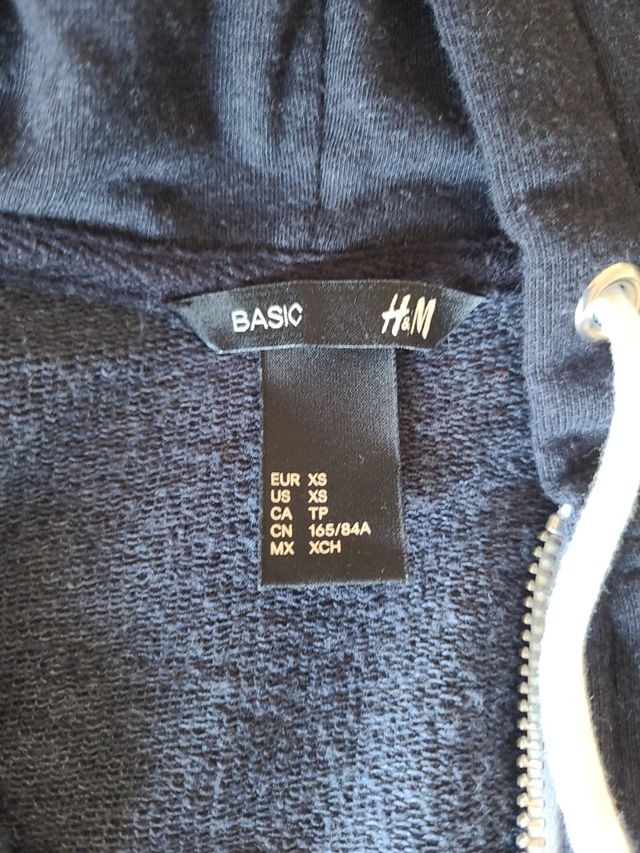 BASIC H&M
EUR XS
US XS
CA TP
CN 165/84A
MX XCH